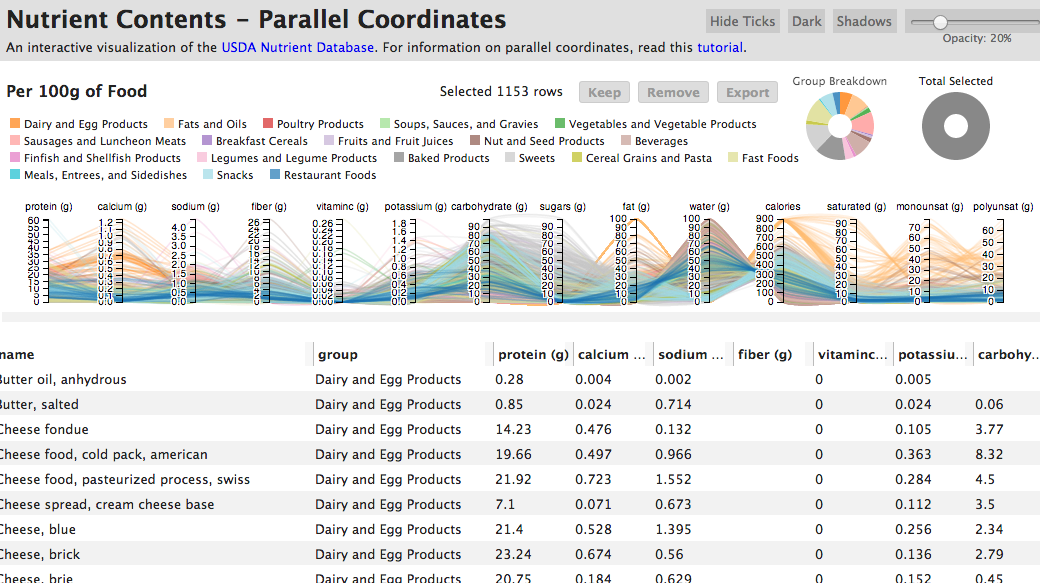 Nutrient Contents – Parallel Coordinates
Hide Ticks Dark Shadows
An interactive visualization of the USDA Nutrient Database. For information on parallel coordinates, read this tutorial.
Opacity: 20%
Per 100g of Food
Selected 1153 rows Keep Remove Export
Group Breakdown Total Selected
Dairy and Egg Products Fats and Oils Poultry Products Soups, Sauces, and Gravies Vegetables and Vegetable Products
Sausages and Luncheon Meats Breakfast Cereals Fruits and Fruit Juices Nut and Seed Products Beverages
Finfish and Shellfish Products Legumes and Legume Products Baked Products Sweets Cereal Grains and Pasta Fast Foods
Meals, Entrees, and Sidedishes Snacks Restaurant Foods
protein (g) calcium (g) sodium (g) fiber (g) vitaminc (g) potassium (g) carbohydrate (g) sugars (g) fat (g) water (g) calories saturated (g) monounsat (g) polyunsat (g)
name group protein (g) calcium ... sodium ... fiber (g) vitaminc... potassiu... carbohy...
Butter oil, anhydrous Dairy and Egg Products 0.28 0.004 0.002 0 0.005
Butter, salted Dairy and Egg Products 0.85 0.024 0.714 0 0.024 0.06
Cheese fondue Dairy and Egg Products 14.23 0.476 0.132 0 0.105 3.77
Cheese food, cold pack, american Dairy and Egg Products 19.66 0.497 0.966 0 0.363 8.32
Cheese food, pasteurized process, swiss Dairy and Egg Products 21.92 0.723 1.552 0 0.284 4.5
Cheese spread, cream cheese base Dairy and Egg Products 7.1 0.071 0.673 0 0.112 3.5
Cheese, blue Dairy and Egg Products 21.4 0.528 1.395 0 0.256 2.34
Cheese, brick Dairy and Egg Products 23.24 0.674 0.56 0 0.136 2.79
Cheese, brie Dairy and Egg Products 20.75 0.184 0.629 0 0.152 0.45